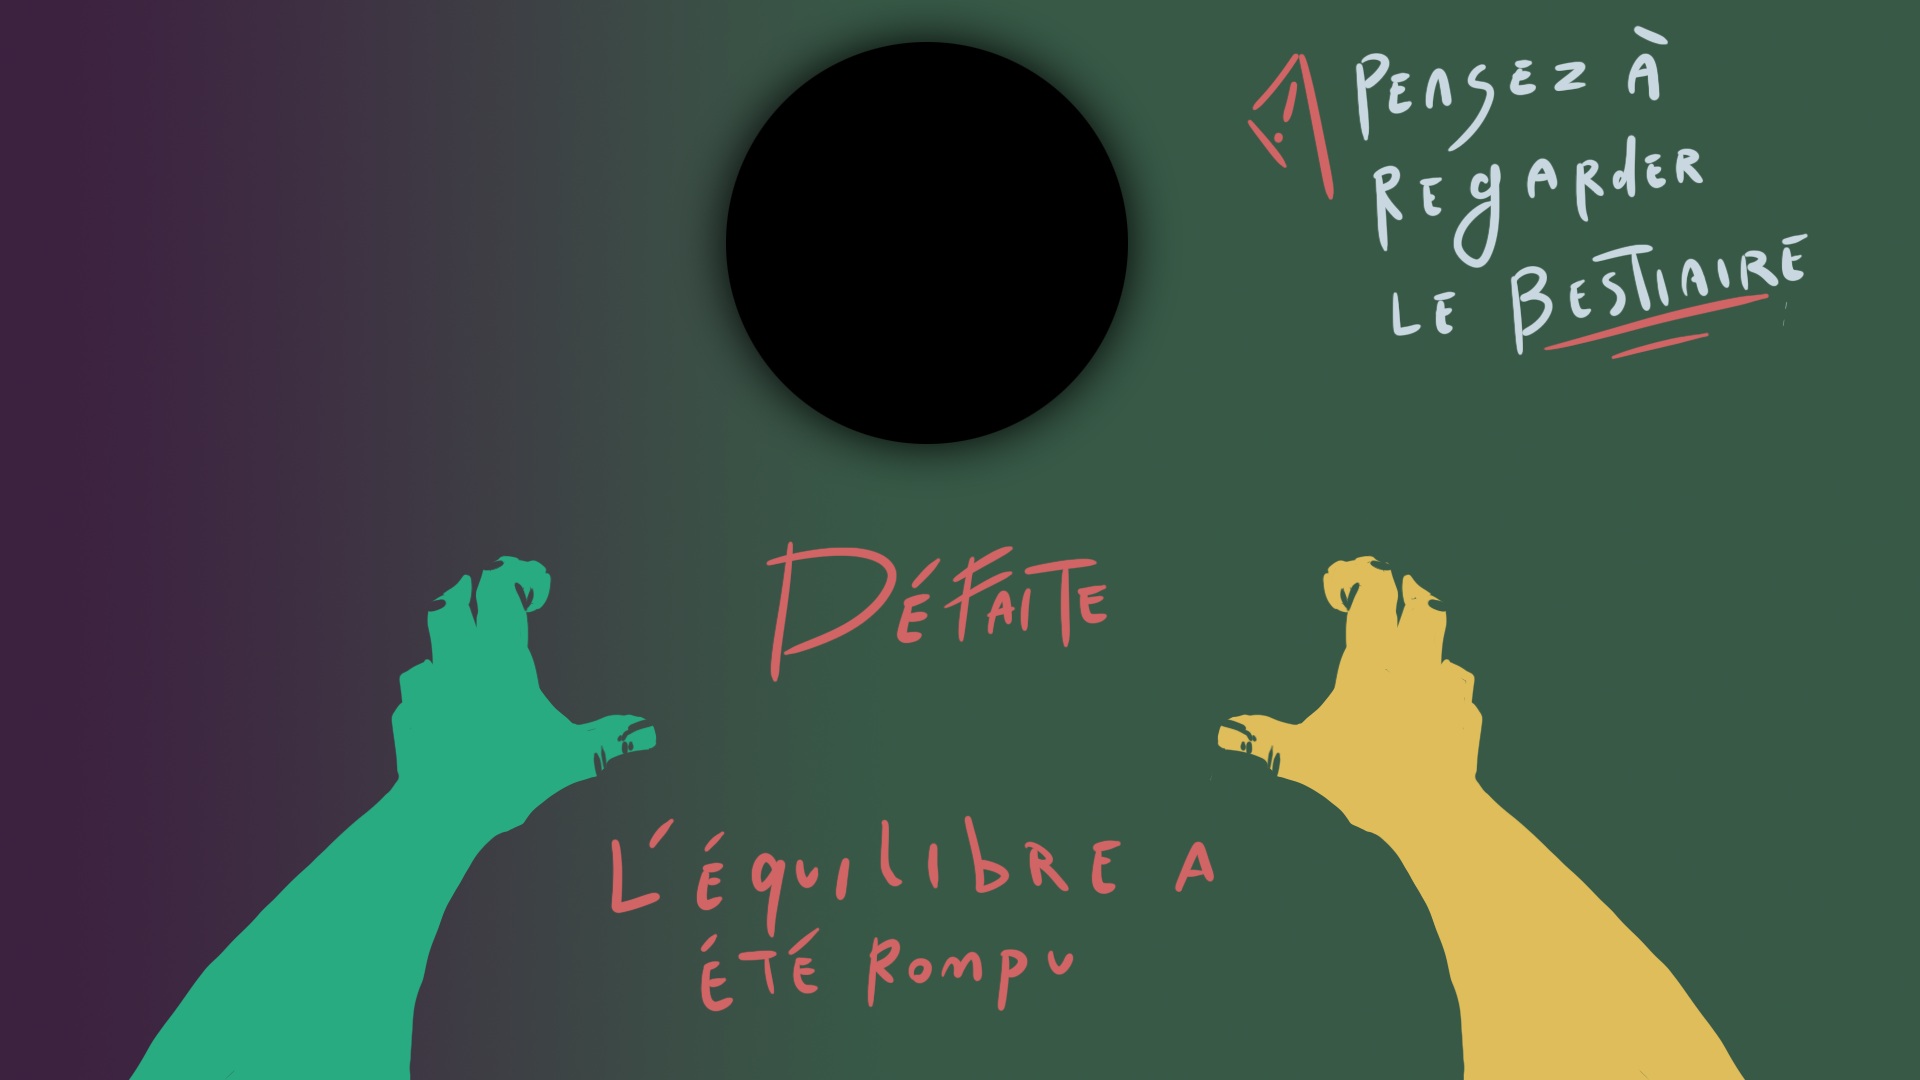 ! Pensez à
regarder
le Bestiaire
Défaite
L'équilibre a
été rompu